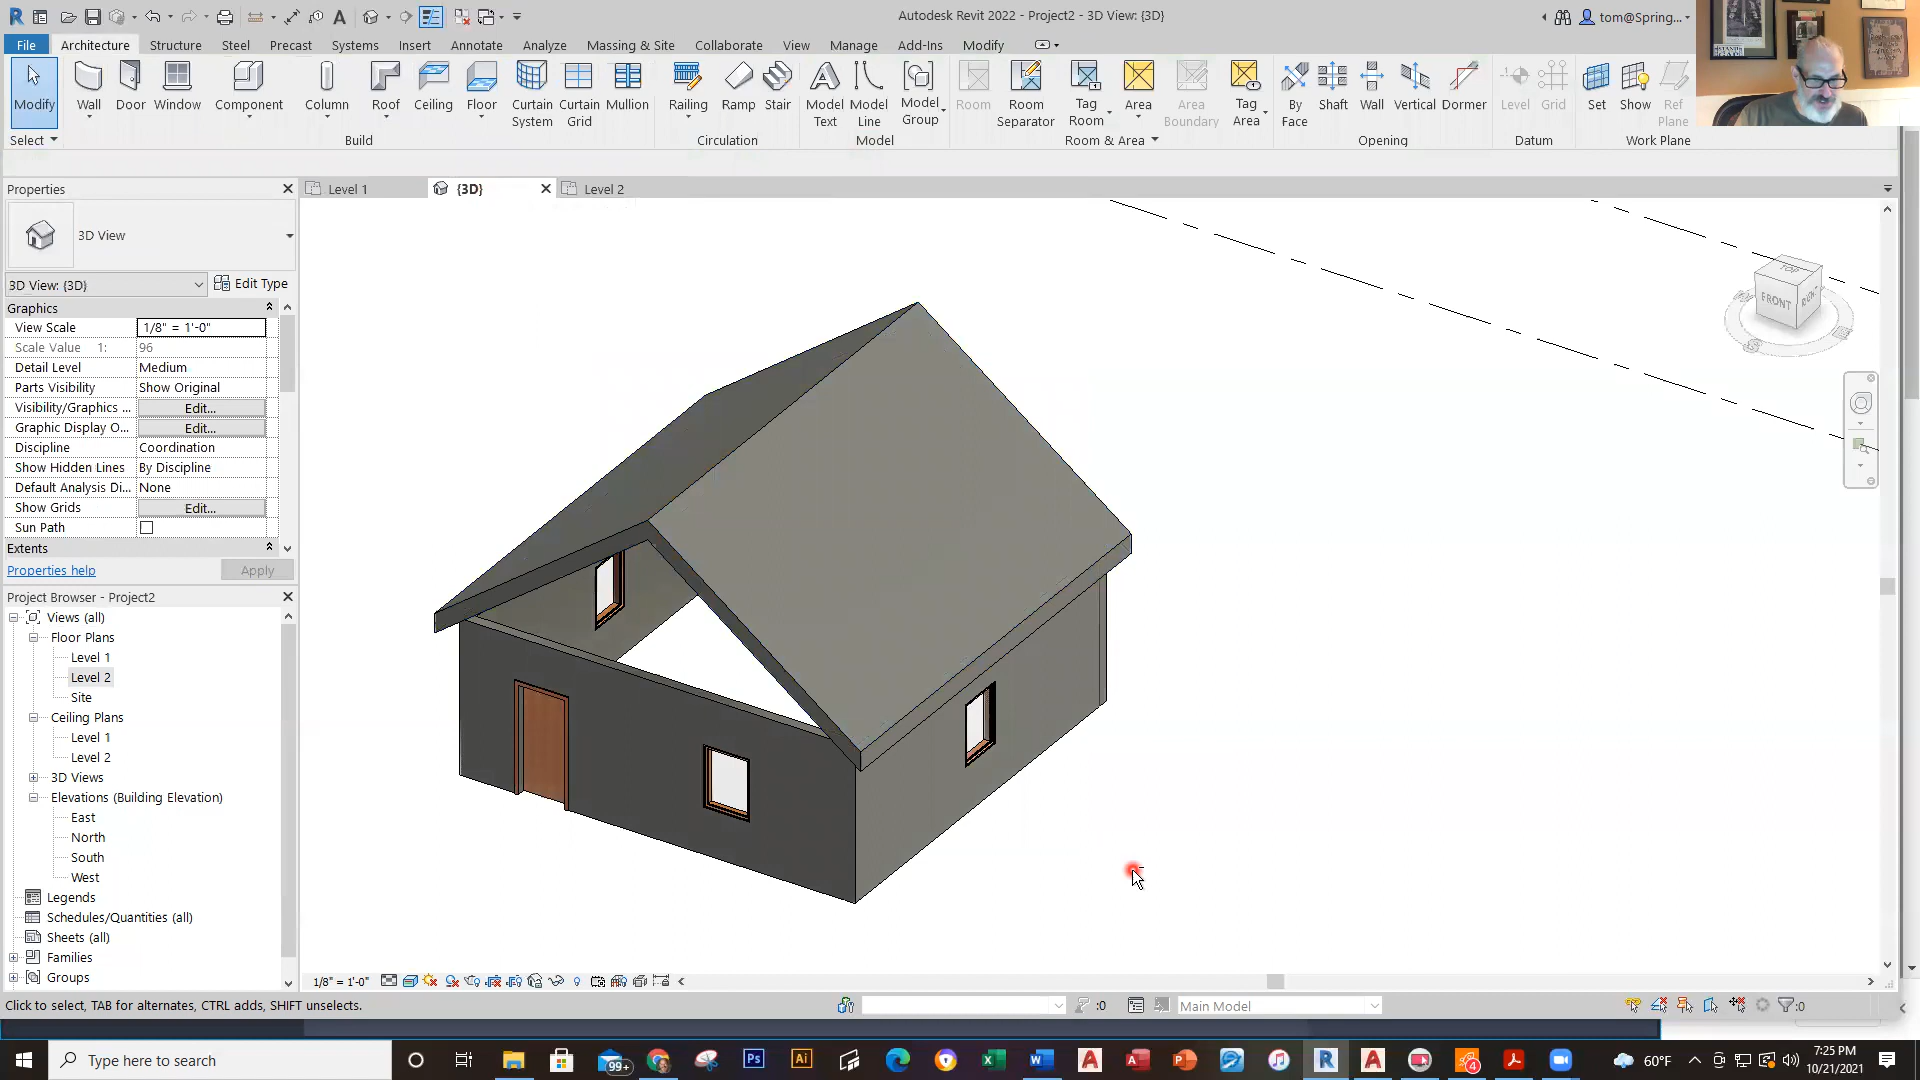 Autodesk Revit 2022 - Project2 - 3D View: {3D}
tom@Spring...
File Architecture Structure Steel Precast Systems Insert Annotate Analyze Massing & Site Collaborate View Manage Add-Ins Modify
Modify Wall Door Window Component Column Roof Ceiling Floor Curtain System Curtain Grid Mullion Railing Ramp Stair Model Text Model Line Model Group Room Room Separator Tag Room Area Area Boundary Tag Area By Face Shaft Wall Vertical Dormer Level Grid Set Show Ref Plane
Select Build Circulation Model Room & Area Opening Datum Work Plane
Properties
Level 1 {3D} Level 2
3D View
3D View: {3D} Edit Type
Graphics
View Scale 1/8" = 1'-0"
Scale Value 1: 96
Detail Level Medium
Parts Visibility Show Original
Visibility/Graphics ... Edit...
Graphic Display O... Edit...
Discipline Coordination
Show Hidden Lines By Discipline
Default Analysis Di... None
Show Grids Edit...
Sun Path
Extents
Properties help Apply
Project Browser - Project2
Views (all)
Floor Plans
Level 1
Level 2
Site
Ceiling Plans
Level 1
Level 2
3D Views
Elevations (Building Elevation)
East
North
South
West
Legends
Schedules/Quantities (all)
Sheets (all)
Families
Groups
TOP
FRONT
RIGHT
S
E
1/8" = 1'-0"
Click to select, TAB for alternates, CTRL adds, SHIFT unselects.
:0
Main Model
:0
Type here to search
99+
Ps
Ai
4
60°F
7:25 PM
10/21/2021